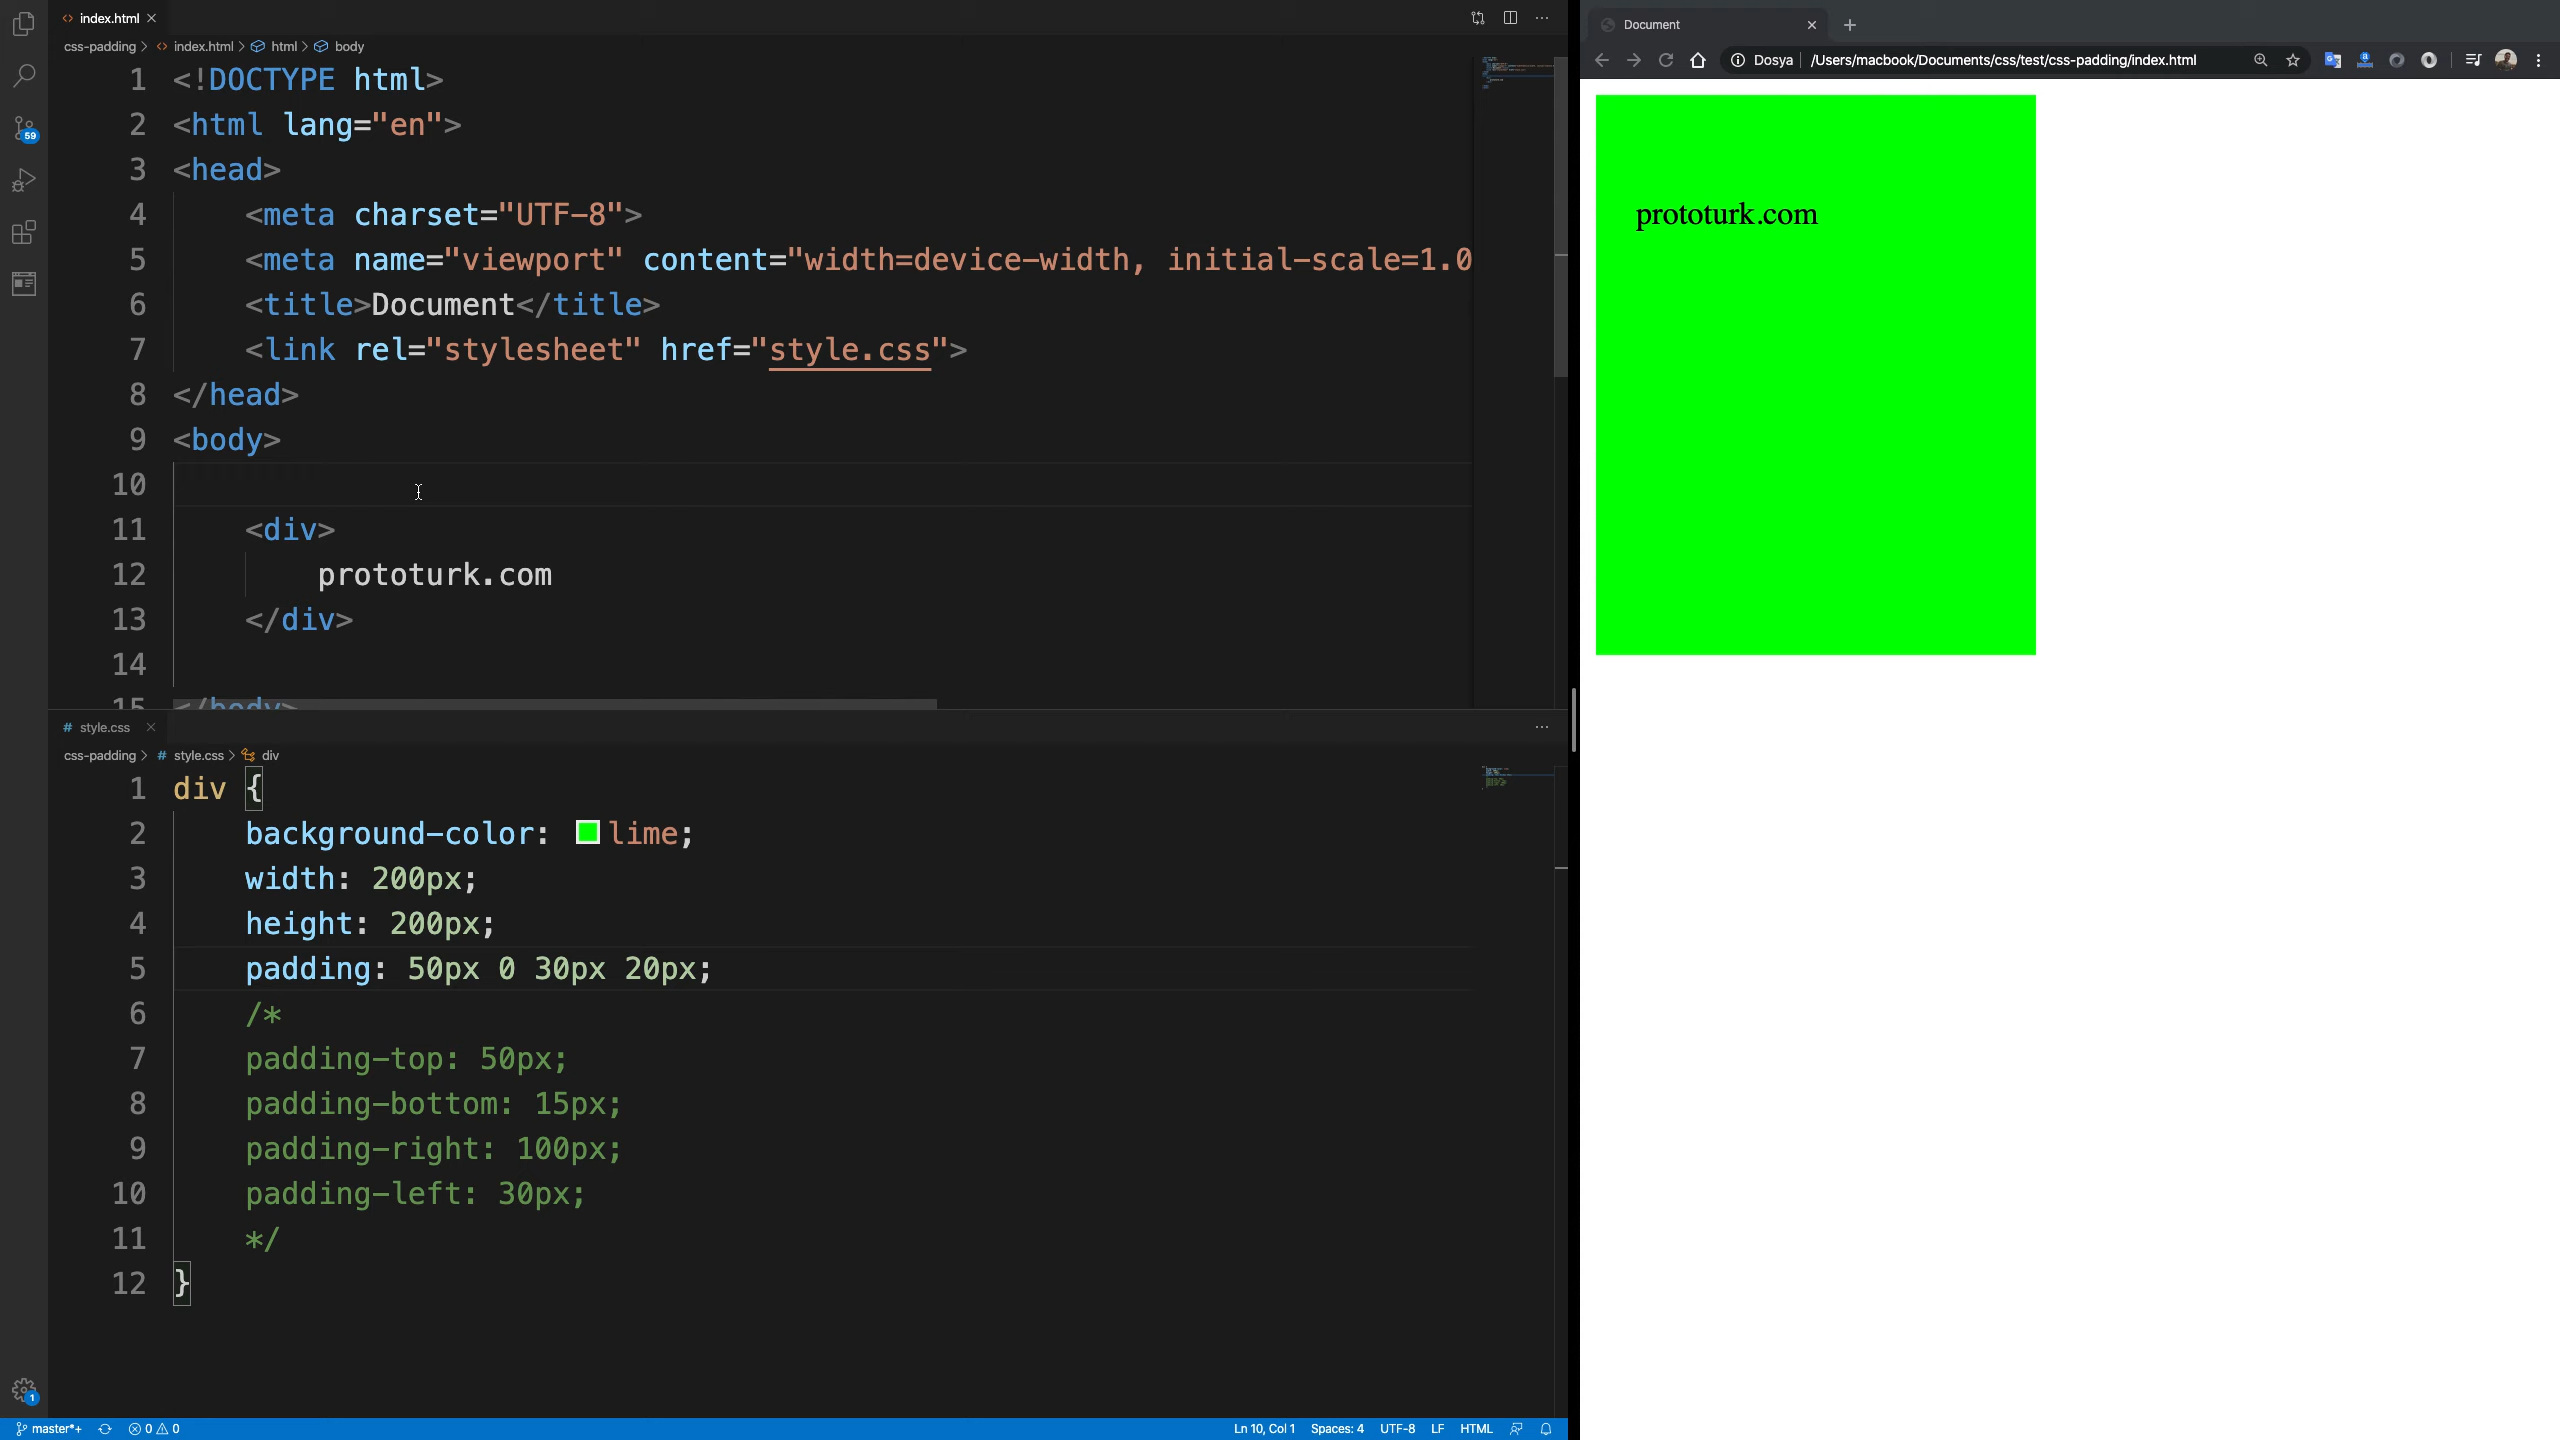 index.html
css-padding > index.html > html > body
1 <!DOCTYPE html>
2 <html lang="en">
3 <head>
4 <meta charset="UTF-8">
5 <meta name="viewport" content="width=device-width, initial-scale=1.0
6 <title>Document</title>
7 <link rel="stylesheet" href="style.css">
8 </head>
9 <body>
10
11 <div>
12 prototurk.com
13 </div>
14
15 </body>
# style.css
css-padding > # style.css > div
1 div {
2 background-color: lime;
3 width: 200px;
4 height: 200px;
5 padding: 50px 0 30px 20px;
6 /*
7 padding-top: 50px;
8 padding-bottom: 15px;
9 padding-right: 100px;
10 padding-left: 30px;
11 */
12 }
59
1
master*+ 0 0 Ln 10, Col 1 Spaces: 4 UTF-8 LF HTML
Document
Dosya | /Users/macbook/Documents/css/test/css-padding/index.html
prototurk.com